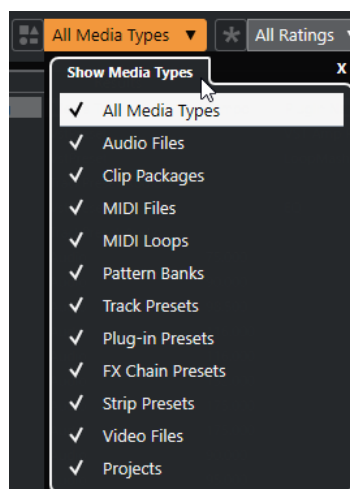 All Media Types All Ratings
Show Media Types X
All Media Types
Audio Files
Clip Packages
MIDI Files
MIDI Loops
Pattern Banks
Track Presets
Plug-in Presets
FX Chain Presets
Strip Presets
Video Files
Projects